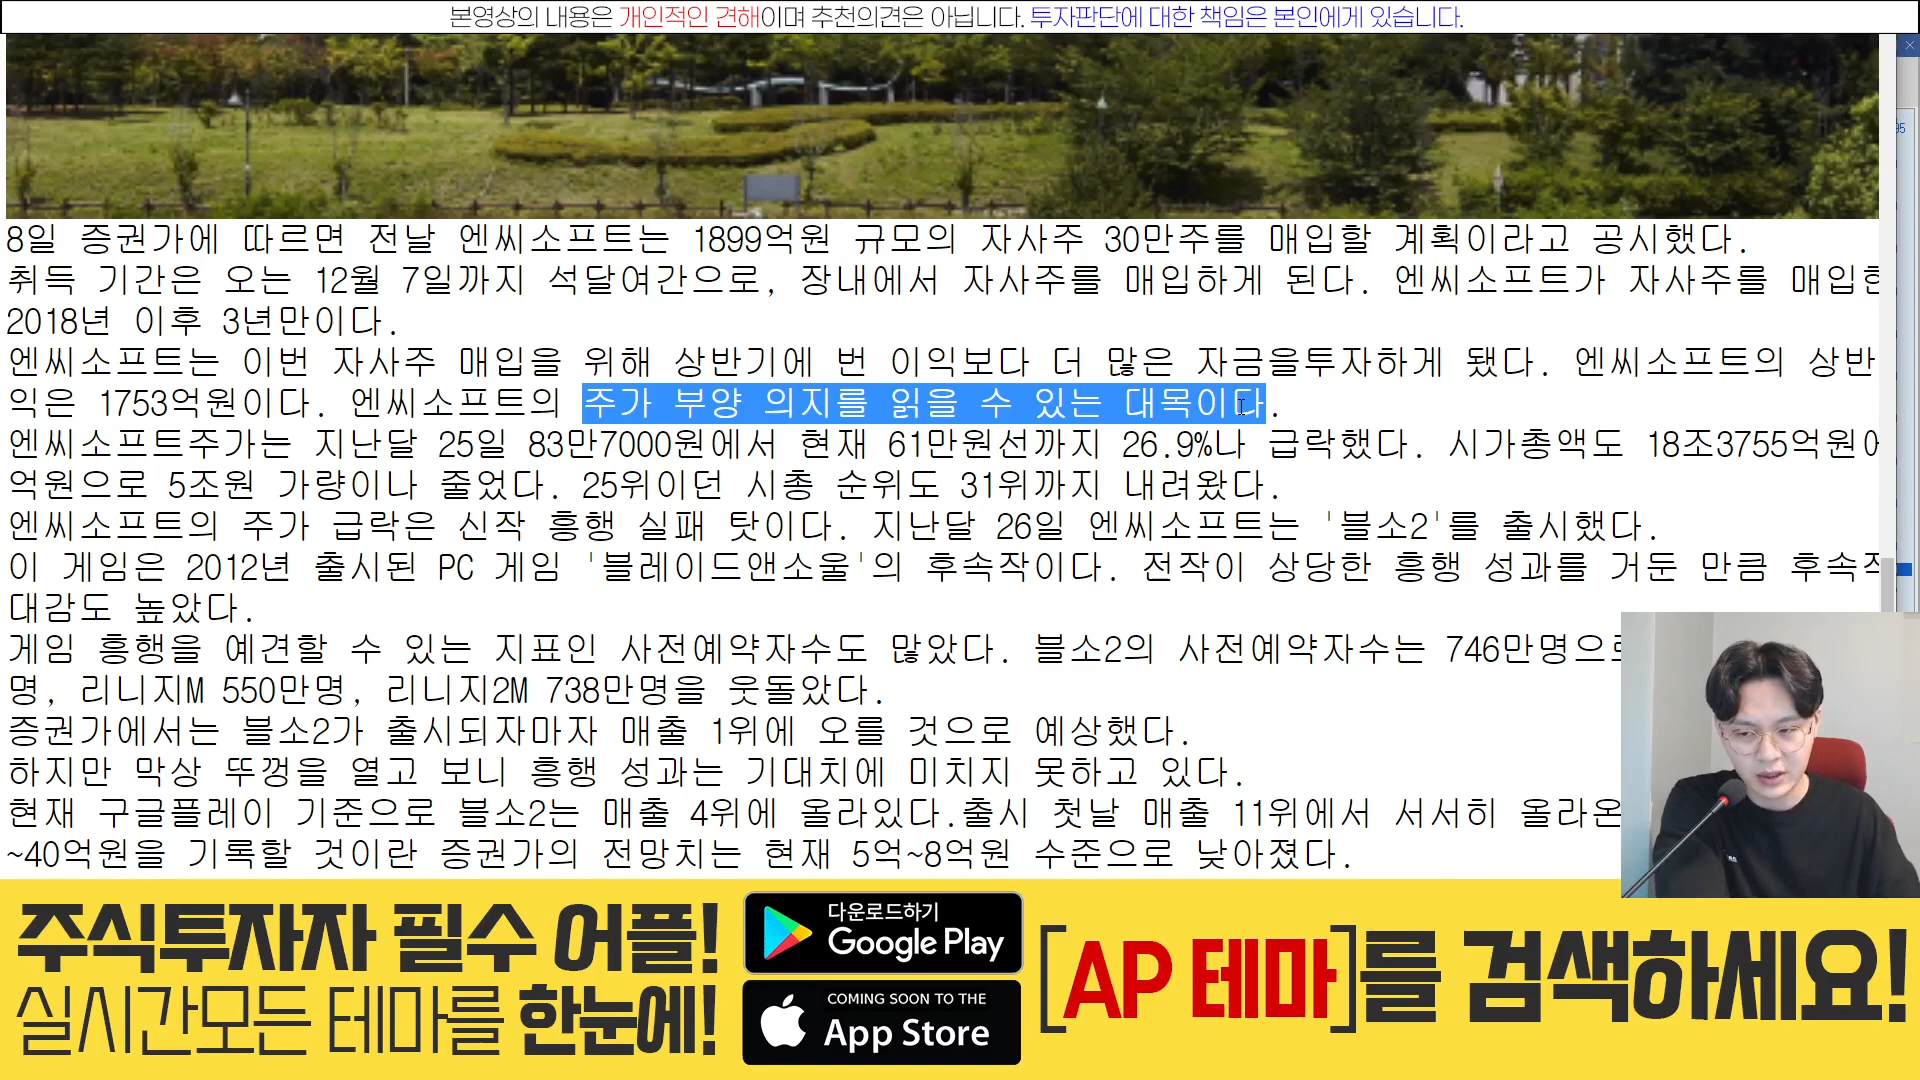 본영상의 내용은 개인적인 견해이며 추천의견은 아닙니다. 투자판단에 대한 책임은 본인에게 있습니다.
8일 증권가에 따르면 전날 엔씨소프트는 1899억원 규모의 자사주 30만주를 매입할 계획이라고 공시했다.
취득 기간은 오는 12월 7일까지 석달여간으로, 장내에서 자사주를 매입하게 된다. 엔씨소프트가 자사주를
2018년 이후 3년만이다.
엔씨소프트는 이번 자사주 매입을 위해 상반기에 번 이익보다 더 많은 자금을투자하게 됐다. 엔씨소프트의 상반
익은 1753억원이다. 엔씨소프트의 주가 부양 의지를 읽을 수 있는 대목이다.
엔씨소프트주가는 지난달 25일 83만7000원에서 현재 61만원선까지 26.9%나 급락했다. 시가총액도 18조3755억원에
억원으로 5조원 가량이나 줄었다. 25위이던 시총 순위도 31위까지 내려왔다.
엔씨소프트의 주가 급락은 신작 흥행 실패 탓이다. 지난달 26일 엔씨소프트는 '블소2'를 출시했다.
이 게임은 2012년 출시된 PC 게임 '블레이드앤소울'의 후속작이다. 전작이 상당한 흥행 성과를 거둔 만큼 후속작
대감도 높았다.
게임 흥행을 예견할 수 있는 지표인 사전예약자수도 많았다. 블소2의 사전예약자수는 746만명으로
명, 리니지M 550만명, 리니지2M 738만명을 웃돌았다.
증권가에서는 블소2가 출시되자마자 매출 1위에 오를 것으로 예상했다.
하지만 막상 뚜껑을 열고 보니 흥행 성과는 기대치에 미치지 못하고 있다.
현재 구글플레이 기준으로 블소2는 매출 4위에 올라있다.출시 첫날 매출 11위에서 서서히 올라온
~40억원을 기록할 것이란 증권가의 전망치는 현재 5억~8억원 수준으로 낮아졌다.
주식투자자 필수 어플!
실시간모든 테마를 한눈에!
다운로드하기
Google Play
COMING SOON TO THE
App Store
[AP 테마]를 검색하세요!